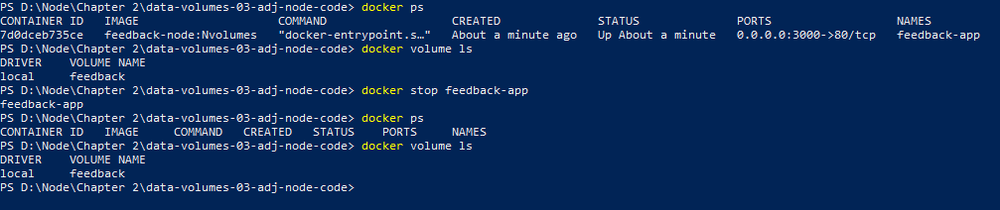 PS D:\Node\Chapter 2\data-volumes-03-adj-node-code> docker ps
CONTAINER ID   IMAGE                    COMMAND                  CREATED              STATUS              PORTS                  NAMES
7d0dceb735ce   feedback-node:Nvolumes   "docker-entrypoint.s…"   About a minute ago   Up About a minute   0.0.0.0:3000->80/tcp   feedback-app
PS D:\Node\Chapter 2\data-volumes-03-adj-node-code> docker volume ls
DRIVER    VOLUME NAME
local     feedback
PS D:\Node\Chapter 2\data-volumes-03-adj-node-code> docker stop feedback-app
feedback-app
PS D:\Node\Chapter 2\data-volumes-03-adj-node-code> docker ps
CONTAINER ID   IMAGE     COMMAND   CREATED   STATUS    PORTS     NAMES
PS D:\Node\Chapter 2\data-volumes-03-adj-node-code> docker volume ls
DRIVER    VOLUME NAME
local     feedback
PS D:\Node\Chapter 2\data-volumes-03-adj-node-code>